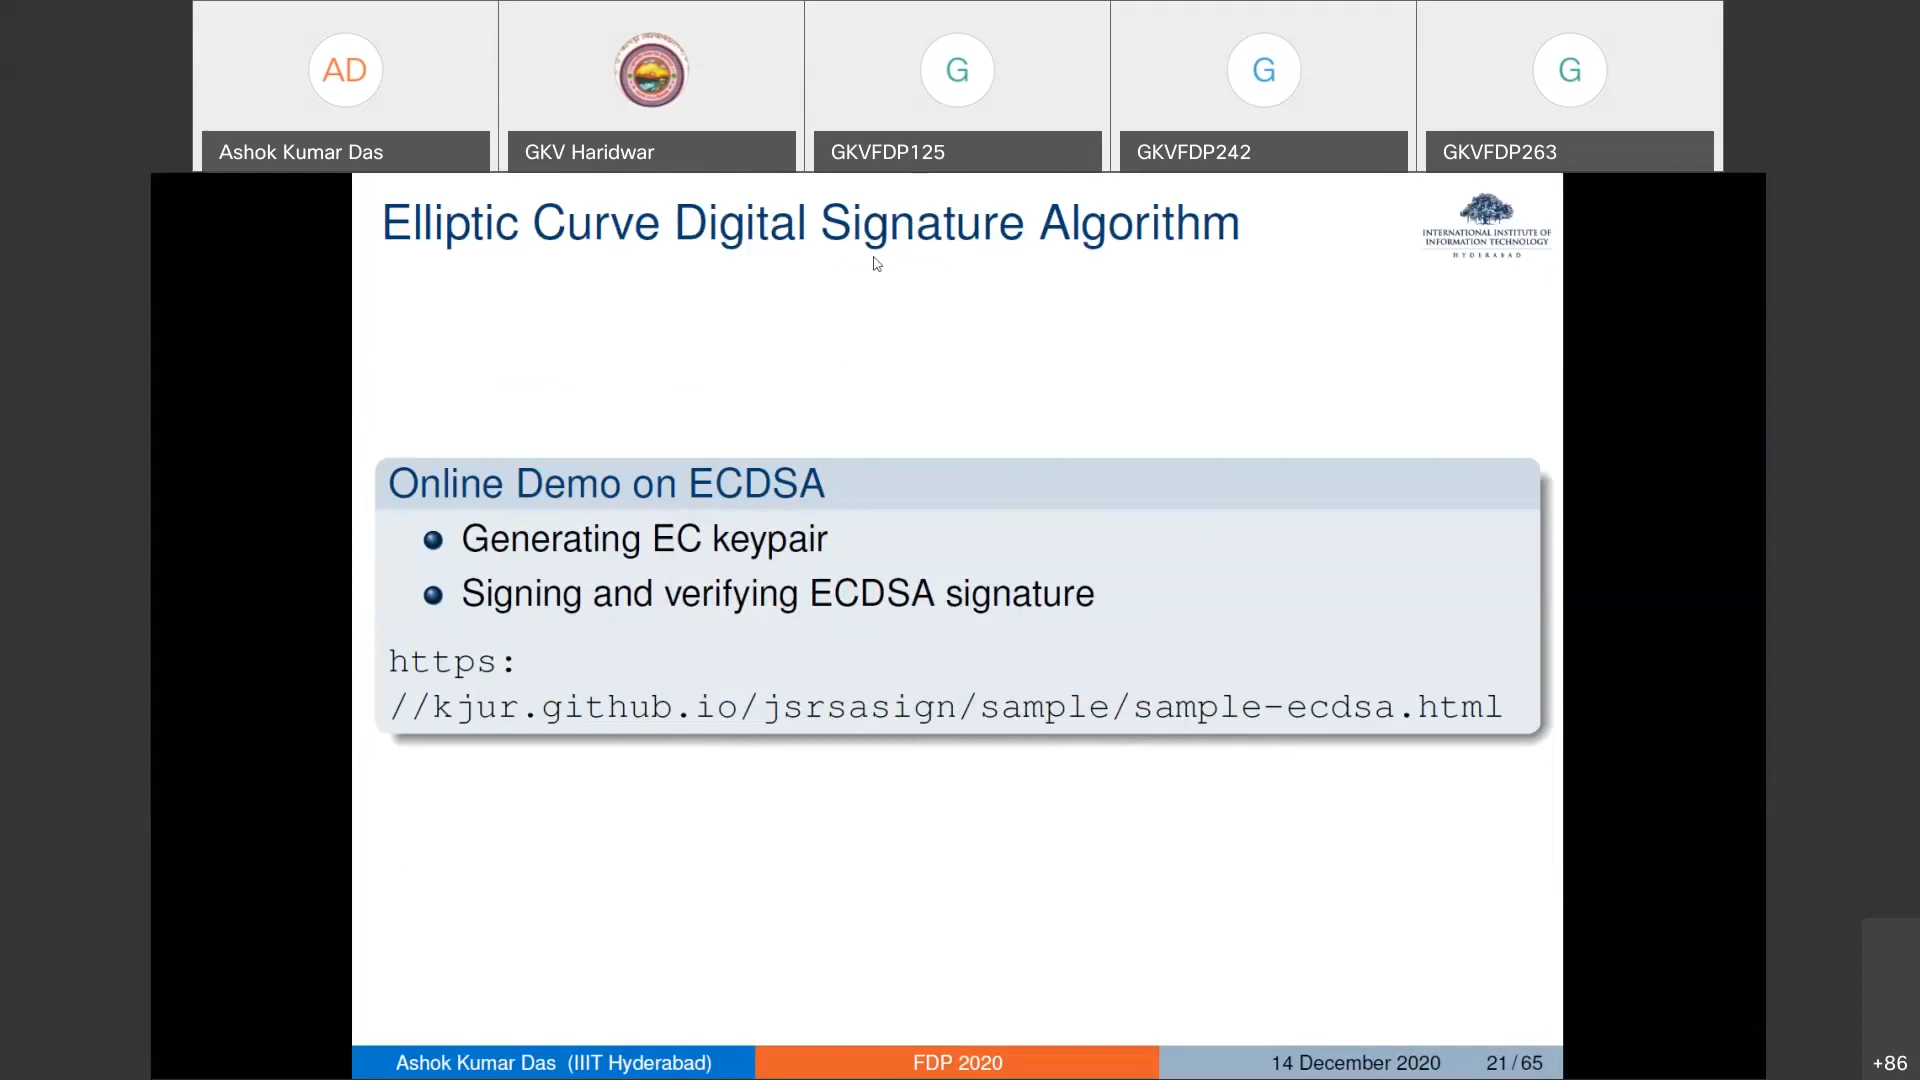 AD
G
G
G
Ashok Kumar Das
GKV Haridwar
GKVFDP125
GKVFDP242
GKVFDP263
Elliptic Curve Digital Signature Algorithm
INTERNATIONAL INSTITUTE OF
INFORMATION TECHNOLOGY
HYDERABAD
Online Demo on ECDSA
Generating EC keypair
Signing and verifying ECDSA signature
https:
//kjur.github.io/jsrsasign/sample/sample-ecdsa.html
Ashok Kumar Das (IIIT Hyderabad)
FDP 2020
14 December 2020
21 / 65
+86